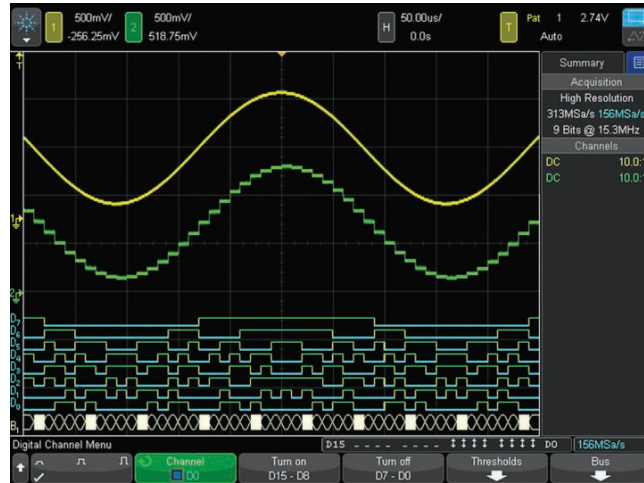 1 500mV/ -256.25mV
2 500mV/ 518.75mV
H 50.00us/ 0.0s
T Pat 1 2.74V
Auto
T
1
2
D7
D6
D5
D4
D3
D2
D1
D0
B1
Summary
Acquisition
High Resolution
313MSa/s 156MSa/s
9 Bits @ 15.3MHz
Channels
DC 10.0:
DC 10.0:
Digital Channel Menu
D15 D0 156MSa/s
Channel
D0
Turn on
D15 - D8
Turn off
D7 - D0
Thresholds
Bus